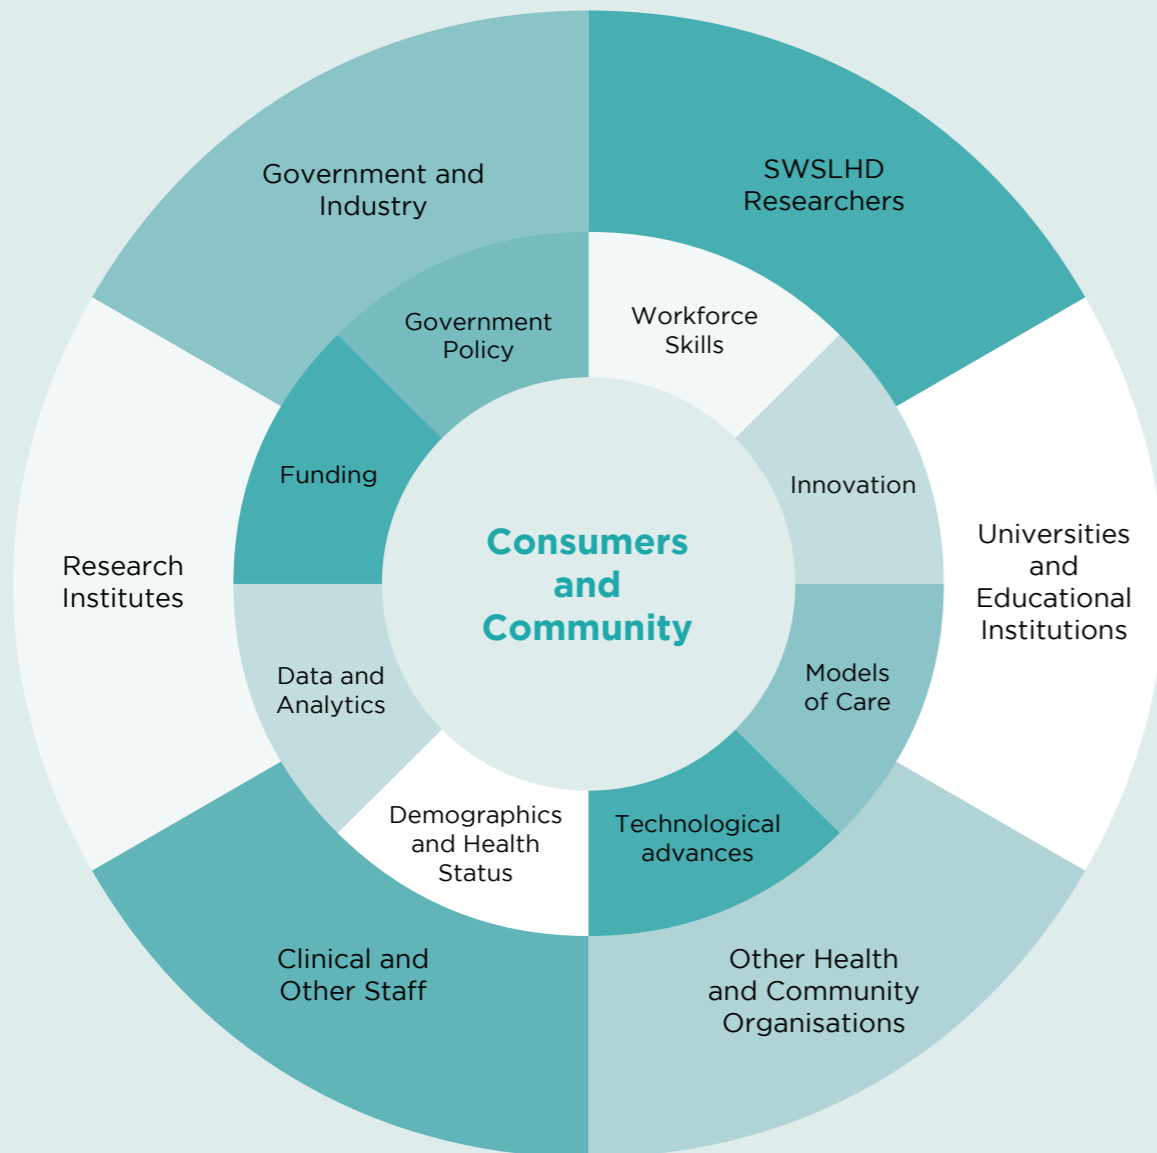 Government and
Industry
SWSLHD
Researchers
Government
Policy
Workforce
Skills
Funding
Innovation
Consumers
and
Community
Research
Institutes
Universities
and
Educational
Institutions
Data and
Analytics
Models
of Care
Demographics
and Health
Status
Technological
advances
Clinical and
Other Staff
Other Health
and Community
Organisations